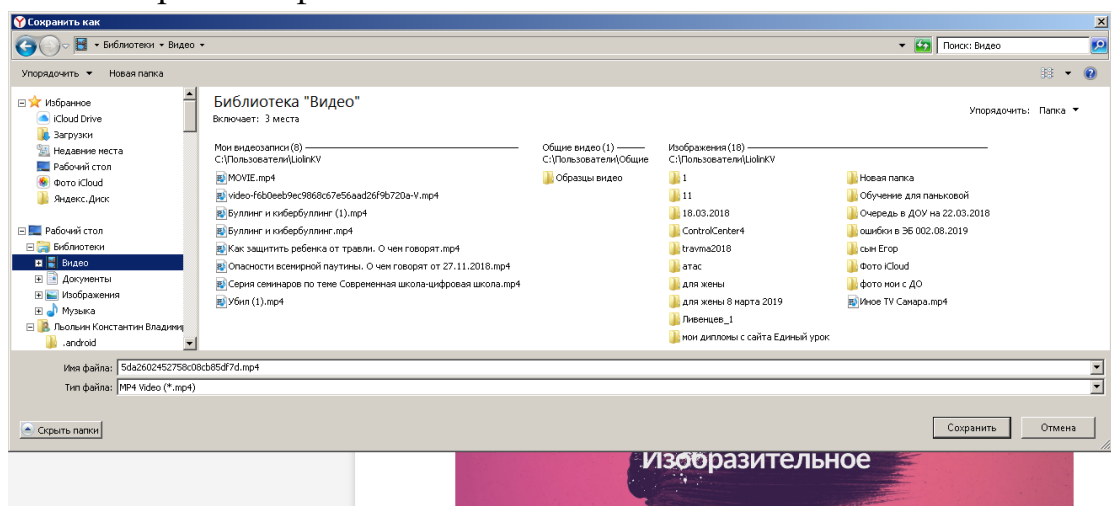 Сохранить как
Библиотеки Видео
Поиск: Видео
Упорядочить Новая папка
Избранное
iCloud Drive
Загрузки
Недавние места
Рабочий стол
Фото iCloud
Яндекс.Диск
Рабочий стол
Библиотеки
Видео
Документы
Изображения
Музыка
Льольин Константин Владими
.android
Библиотека "Видео"
Включает: 3 места
Упорядочить: Папка
Мои видеозаписи (8)
C:\Пользователи\LiolinKV
MOVIE.mp4
video-f6b0eeb9ec9868c67e56aad26f9b720a-V.mp4
Буллинг и кибербуллинг (1).mp4
Буллинг и кибербуллинг.mp4
Как защитить ребенка от травли. О чем говорят.mp4
Опасности всемирной паутины. О чем говорят от 27.11.2018.mp4
Серия семинаров по теме Современная школа-цифровая школа.mp4
Убил (1).mp4
Общие видео (1)
C:\Пользователи\Общие
Образцы видео
Изображения (18)
C:\Пользователи\LiolinKV
1
11
18.03.2018
ControlCenter4
travma2018
атас
для жены
для жены 8 марта 2019
Ливенцев_1
мои дипломы с сайта Единый урок
Новая папка
Обучение для паньковой
Очередь в ДОУ на 22.03.2018
ошибки в ЭБ 002.08.2019
сын Егор
Фото iCloud
фото мои с ДО
Иное TV Самара.mp4
Имя файла: 5da2602452758c08cb85df7d.mp4
Тип файла: MP4 Video (*.mp4)
Скрыть папки
Сохранить Отмена
Изобразительное